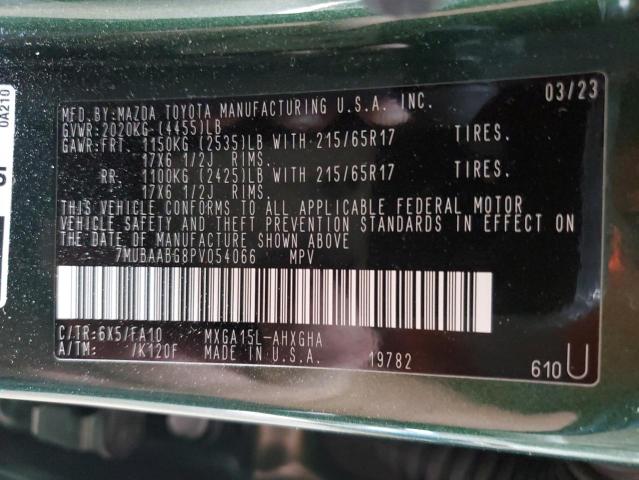 MFD.BY:MAZDA TOYOTA MANUFACTURING U.S.A. INC. 03/23
GVWR:2020KG (4455)LB
GAWR:FRT. 1150KG (2535)LB WITH 215/65R17 TIRES.
17X6 1/2J RIMS.
RR. 1100KG (2425)LB WITH 215/65R17 TIRES.
17X6 1/2J RIMS.
THIS VEHICLE CONFORMS TO ALL APPLICABLE FEDERAL MOTOR
VEHICLE SAFETY AND THEFT PREVENTION STANDARDS IN EFFECT ON
THE DATE OF MANUFACTURE SHOWN ABOVE
7MUBAABG8PV054066 MPV
C/TR:6X5/FA10 MXGA15L-AHXGHA
A/TM: /K120F MADE IN U.S.A. 19782
610U
0A210